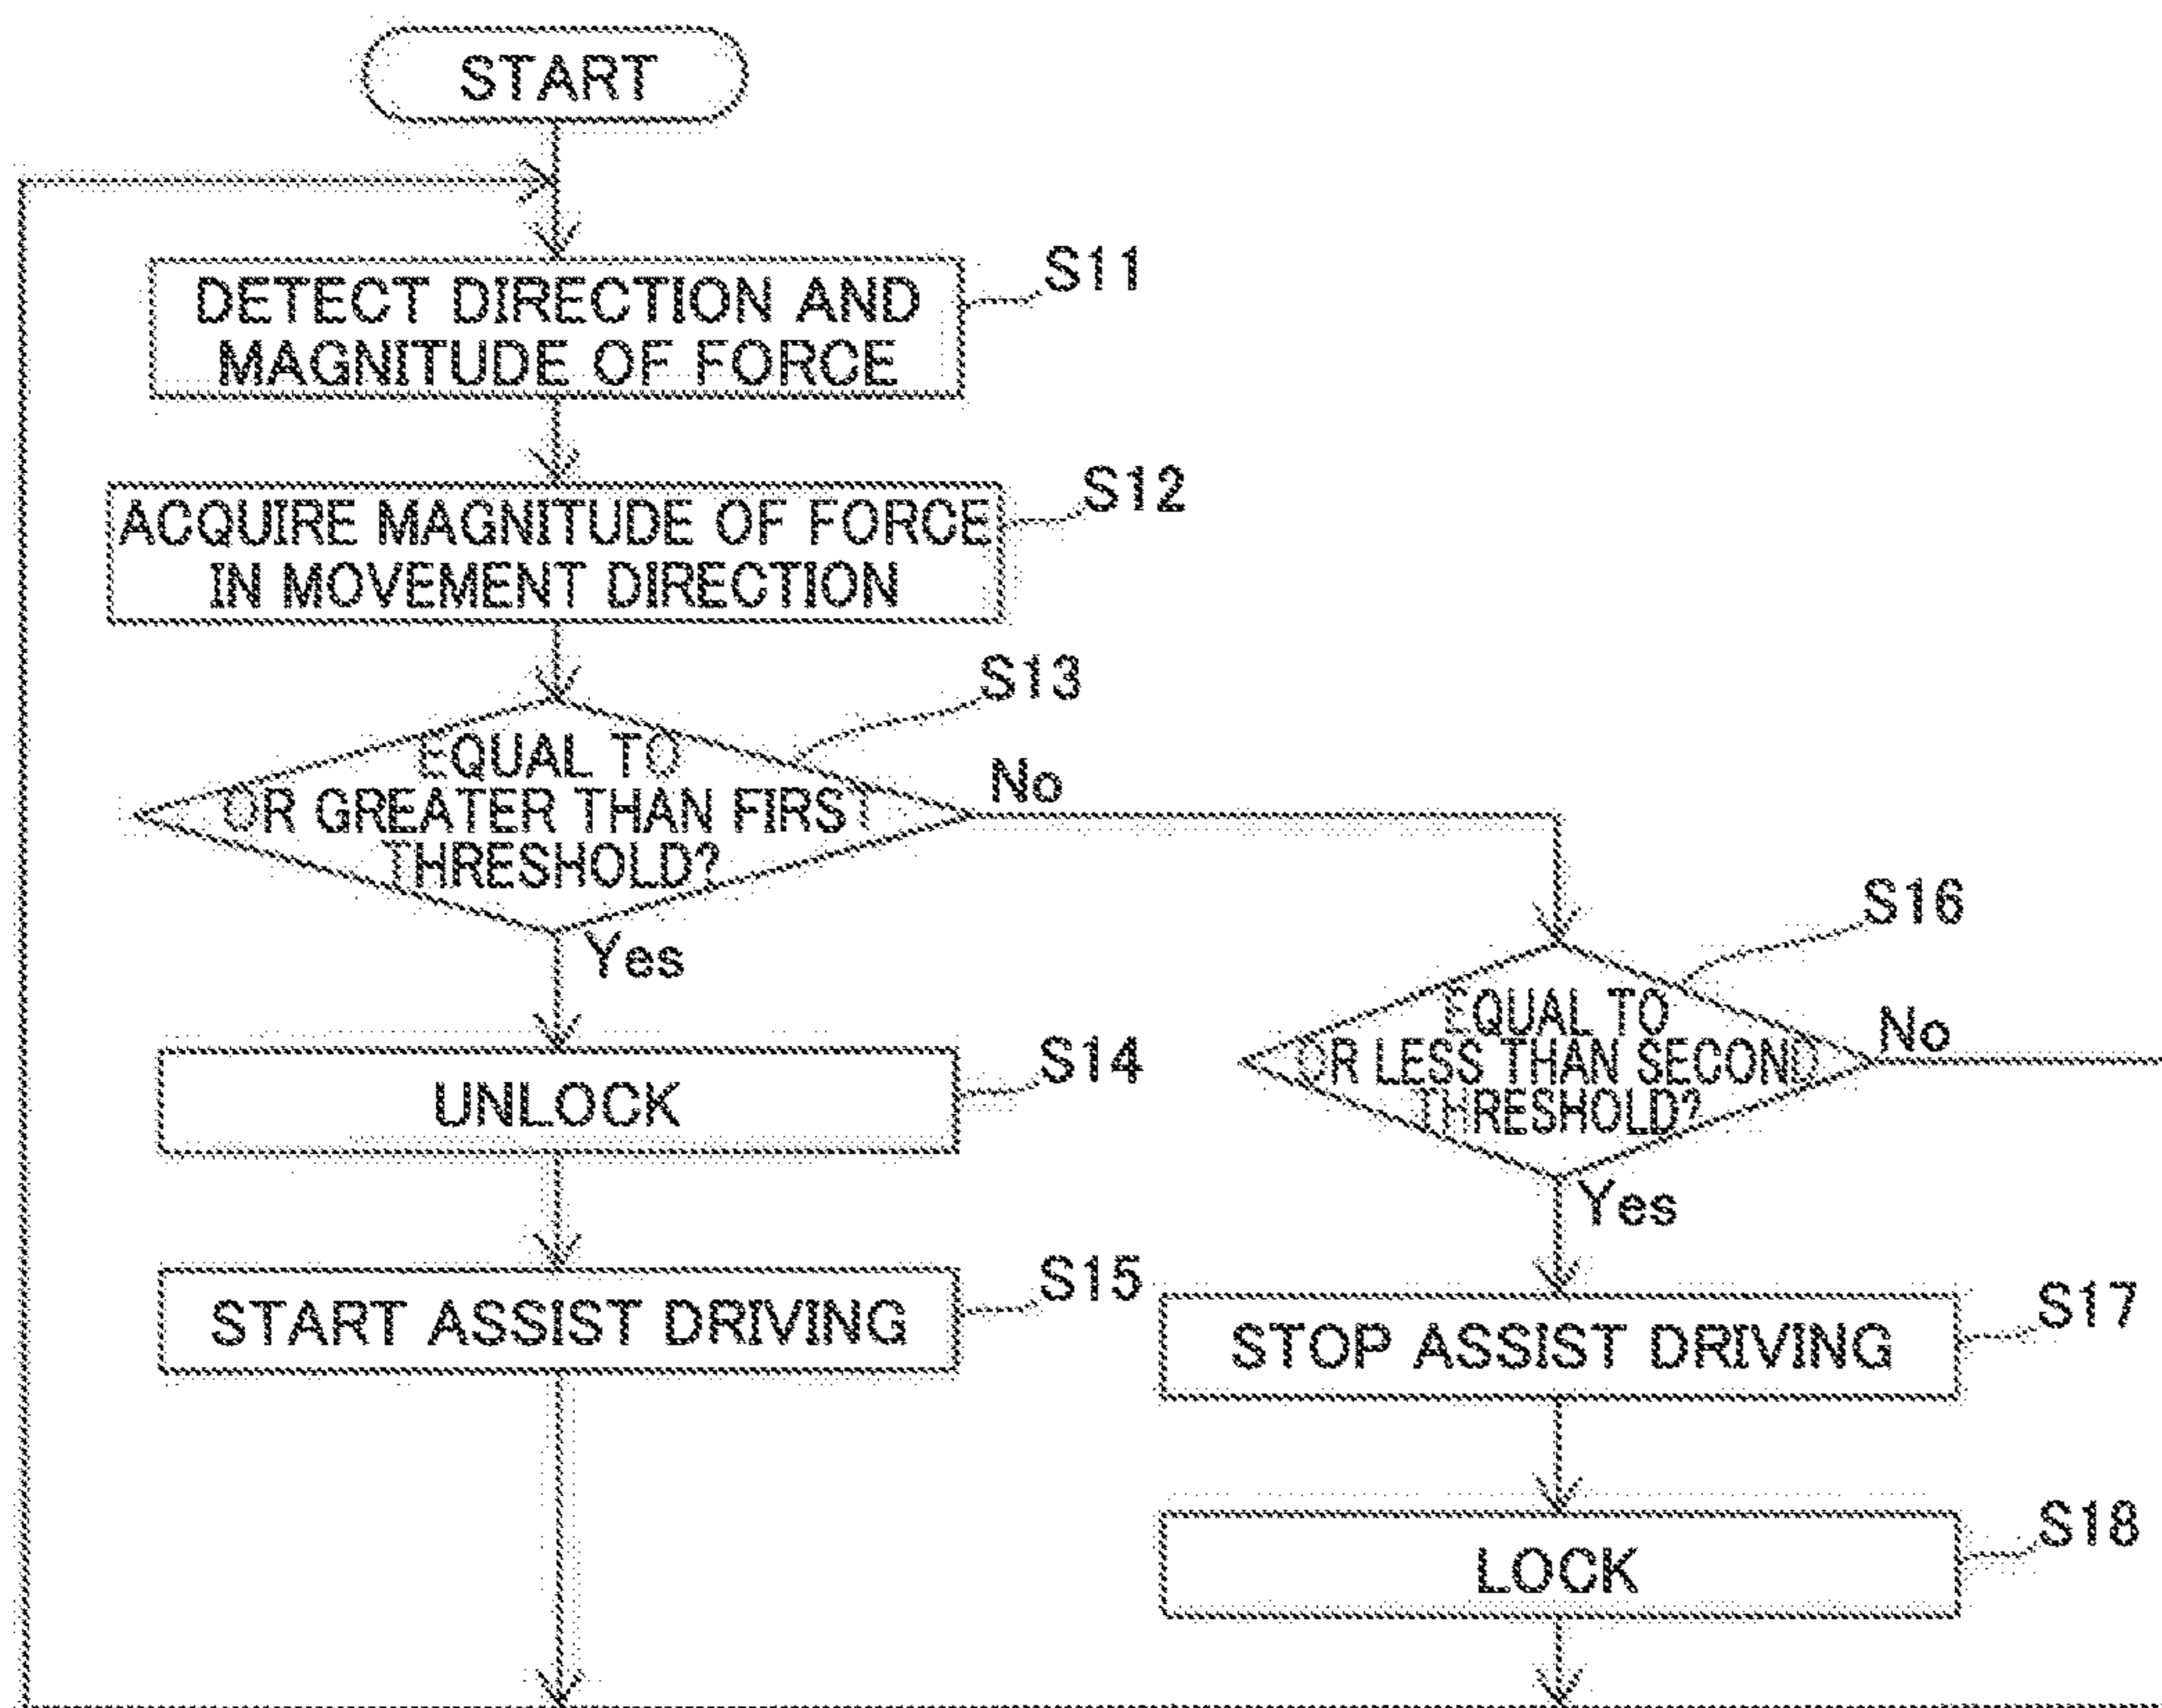 START
DETECT DIRECTION AND
MAGNITUDE OF FORCE
S11
ACQUIRE MAGNITUDE OF FORCE
IN MOVEMENT DIRECTION
S12
S13
EQUAL TO
OR GREATER THAN FIRST
THRESHOLD?
No
Yes
UNLOCK
S14
START ASSIST DRIVING
S15
S16
EQUAL TO
OR LESS THAN SECOND
THRESHOLD?
No
Yes
STOP ASSIST DRIVING
S17
LOCK
S18